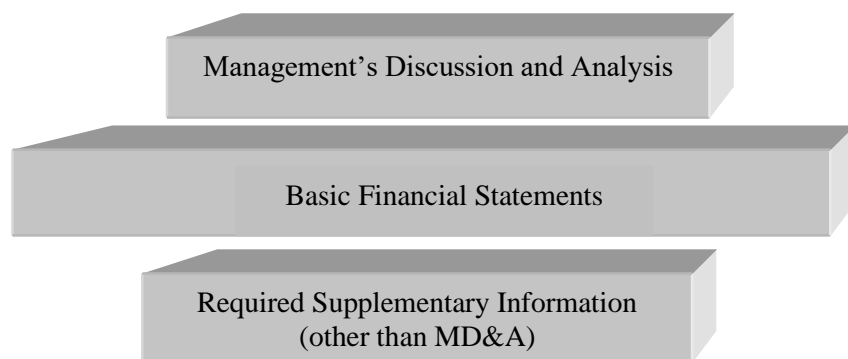 Management’s Discussion and Analysis
Basic Financial Statements
Required Supplementary Information
(other than MD&A)